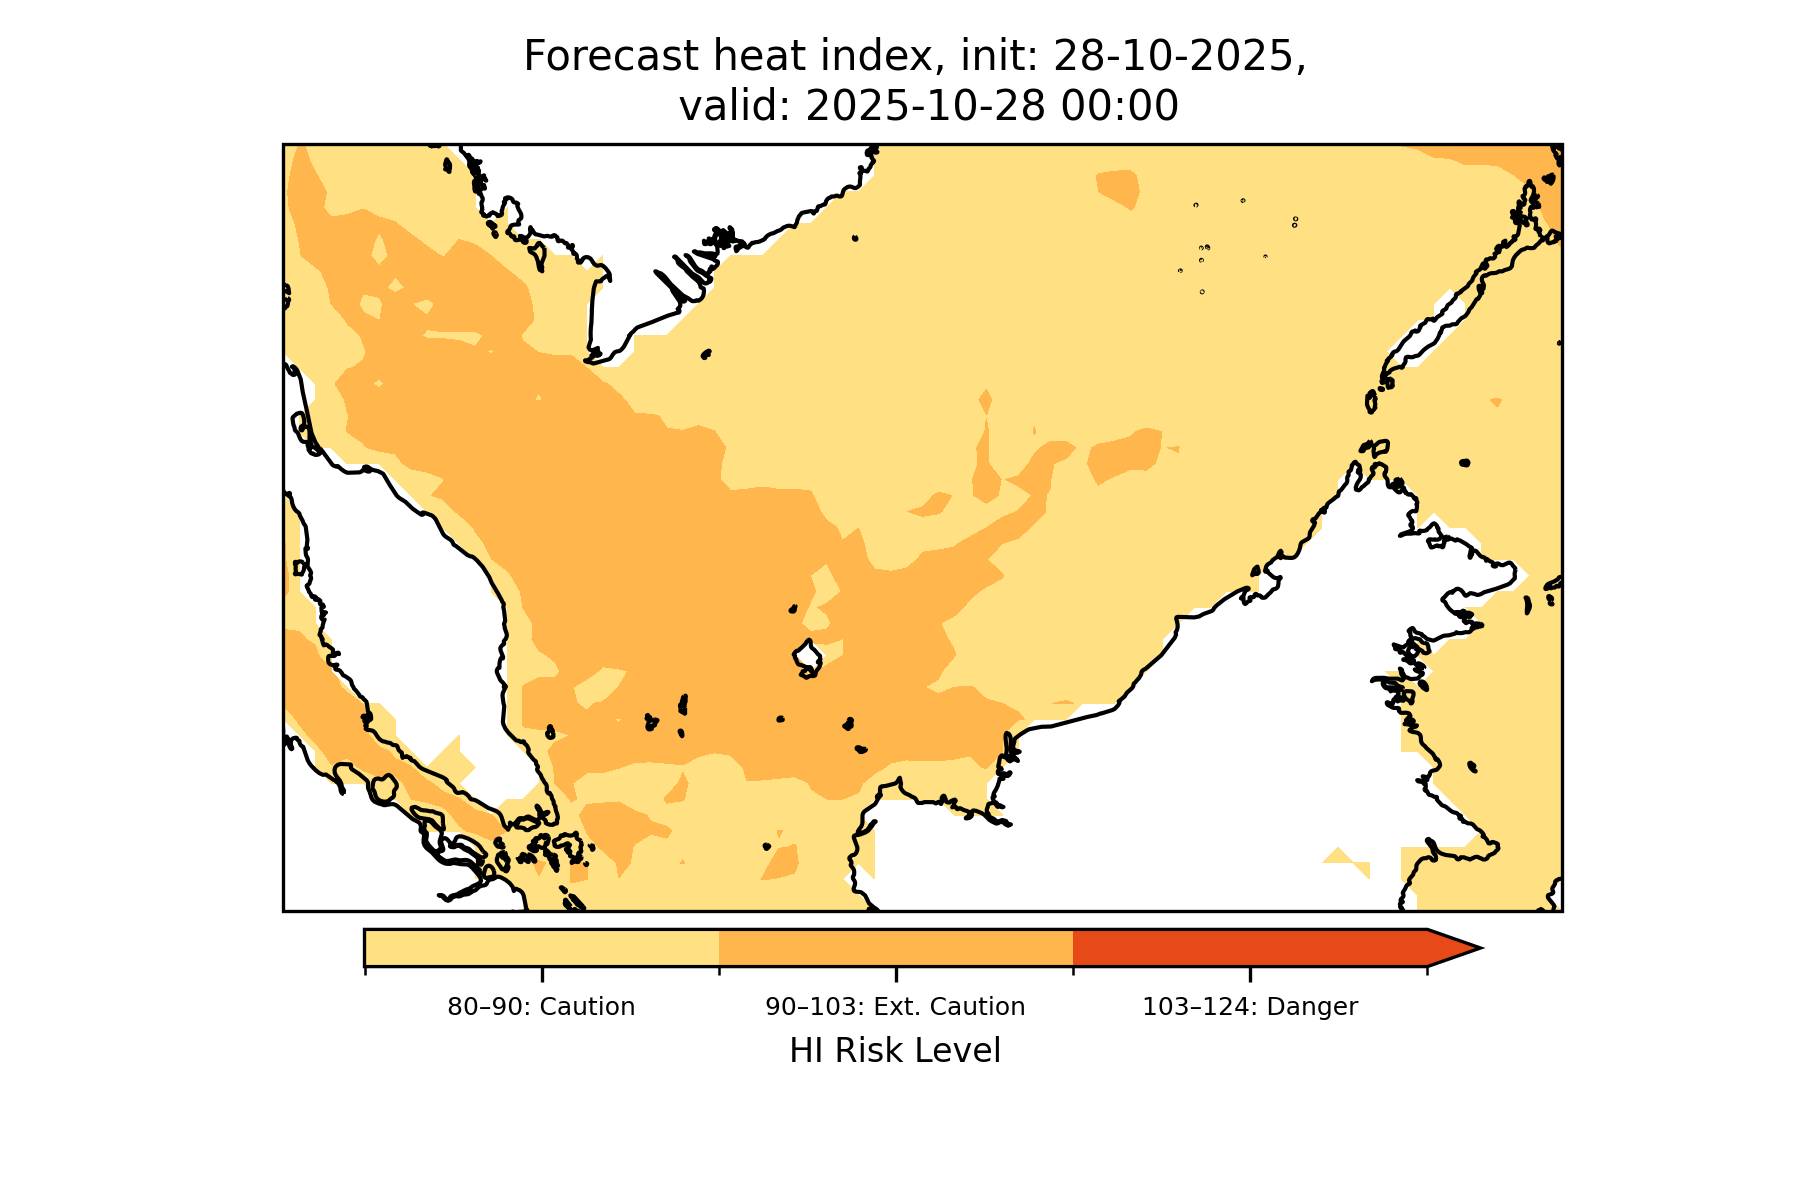 Forecast heat index, init: 28-10-2025,
valid: 2025-10-28 00:00
80–90: Caution
90–103: Ext. Caution
103–124: Danger
HI Risk Level